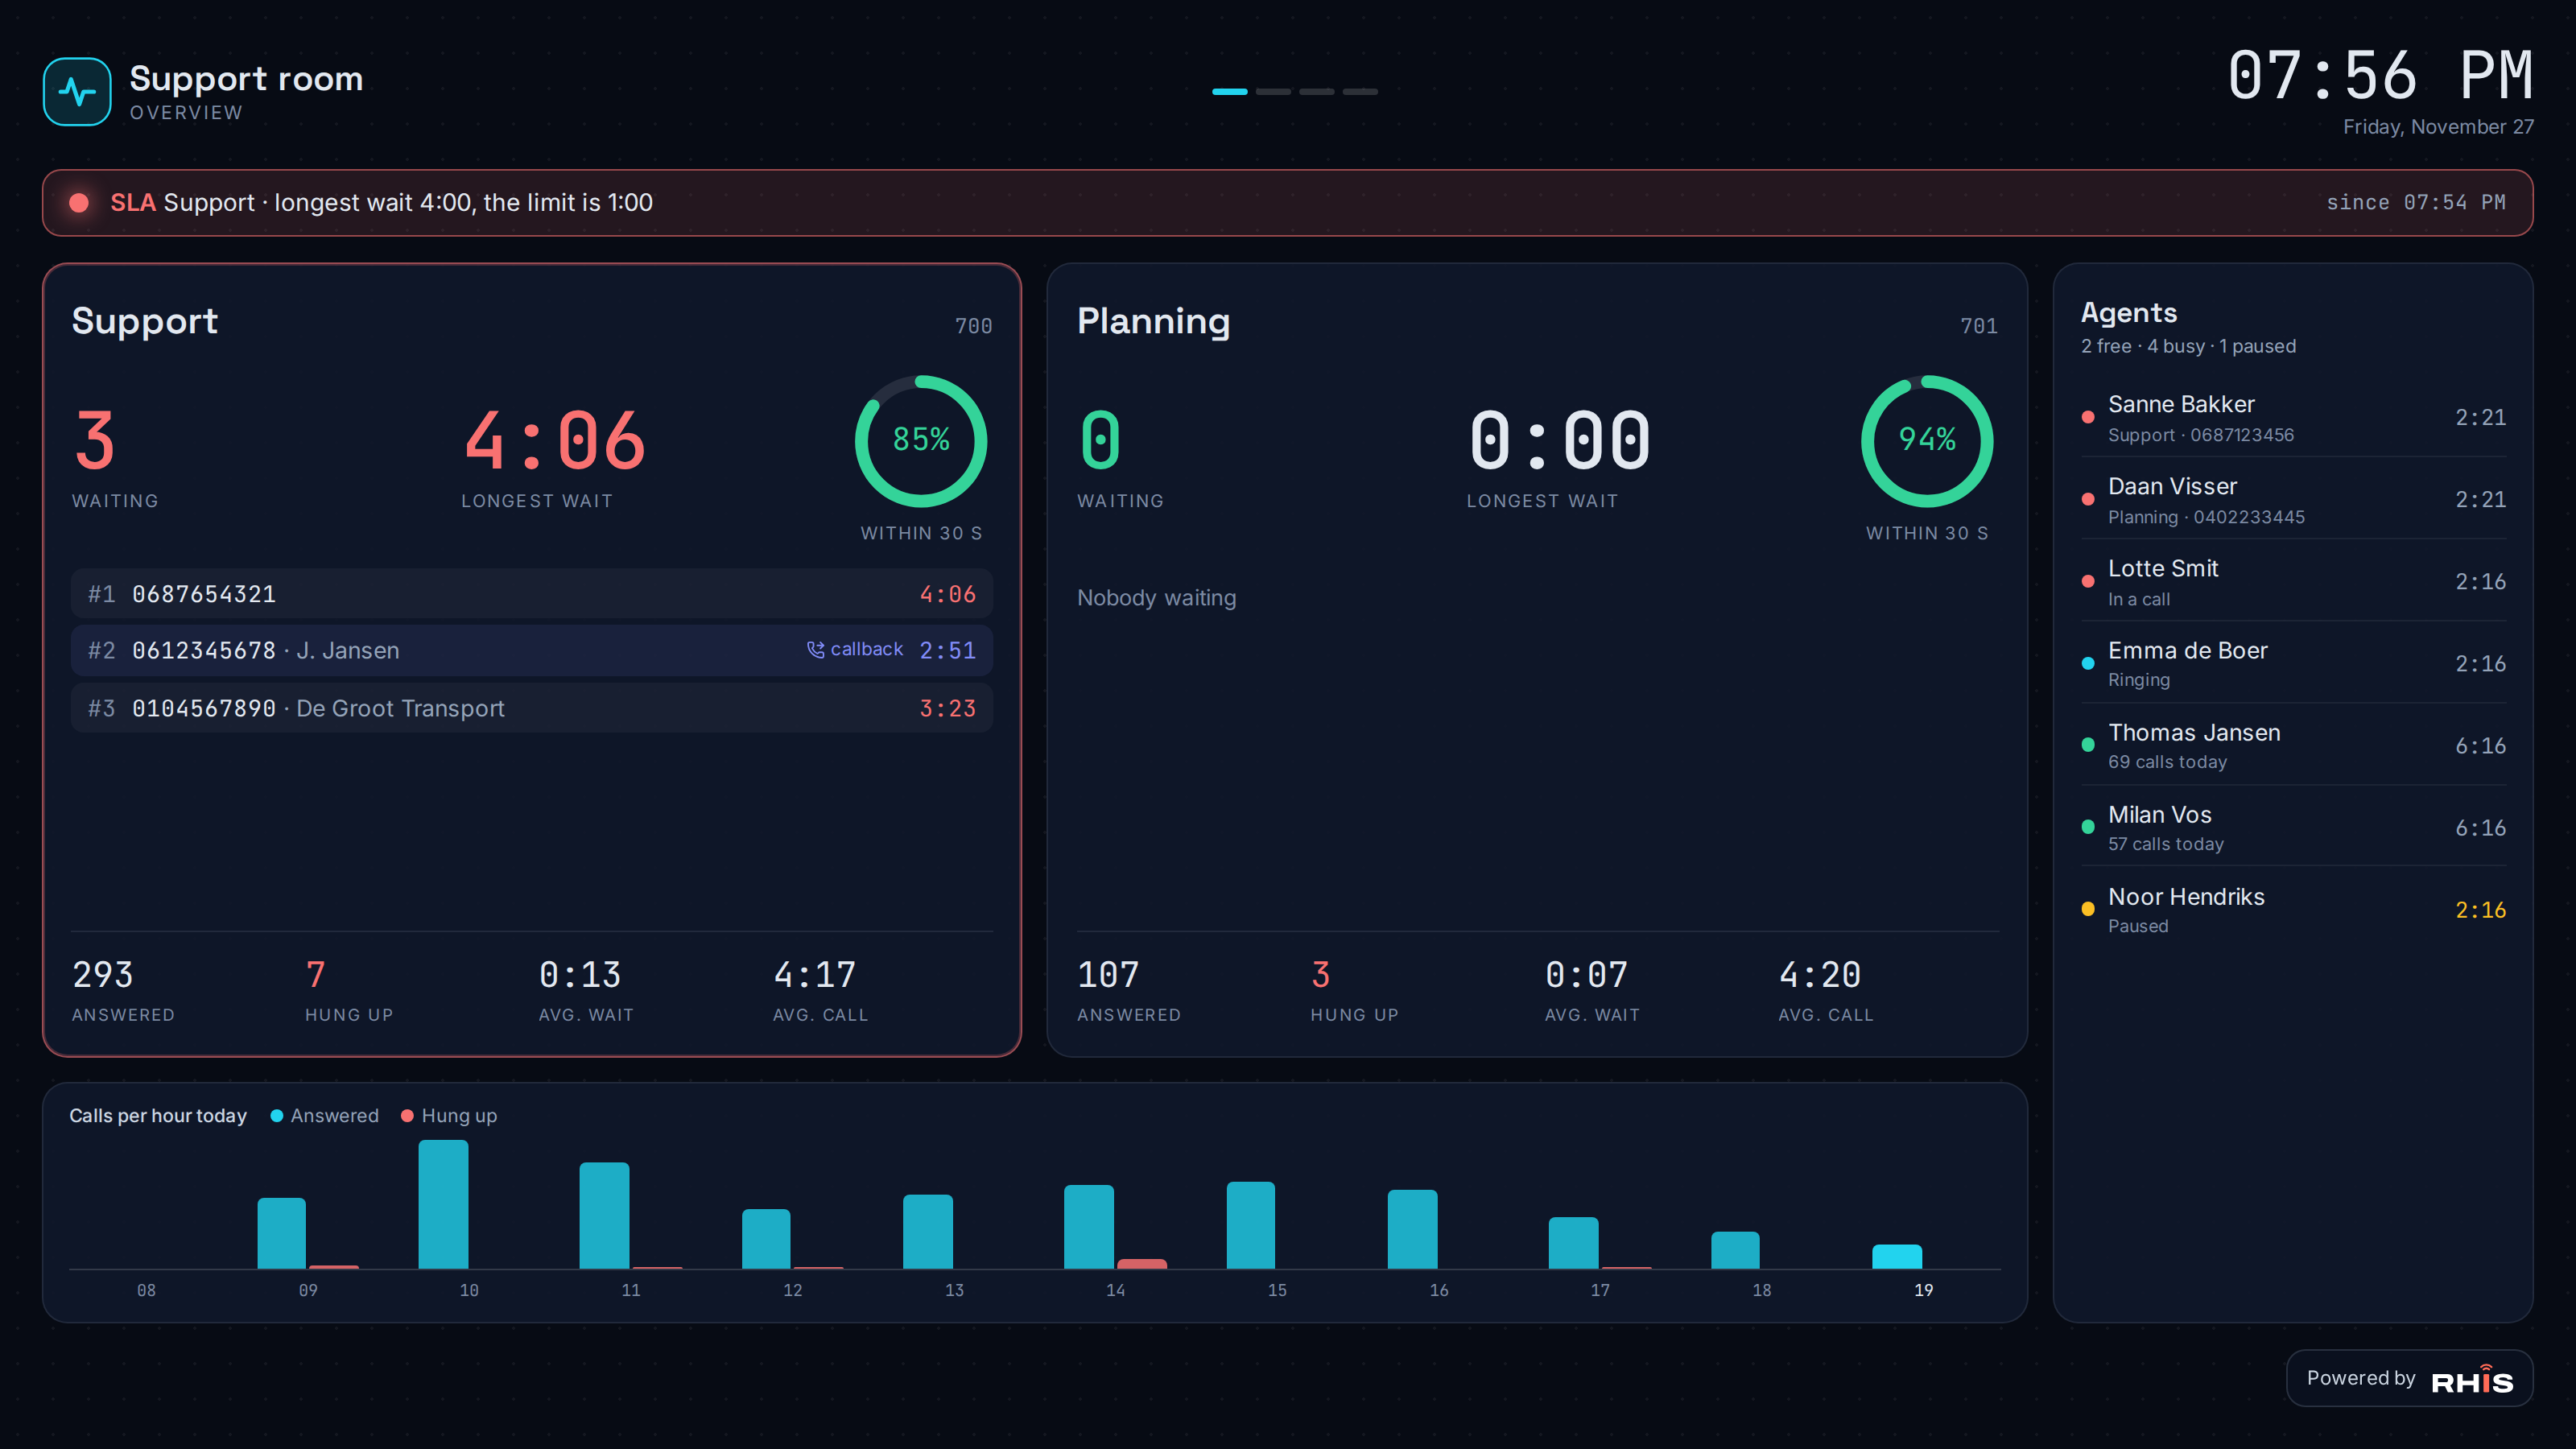 Support room
OVERVIEW
07:56 PM
Friday, November 27
SLA Support · longest wait 4:00, the limit is 1:00
since 07:54 PM
Support
700
3
WAITING
4:06
LONGEST WAIT
85%
WITHIN 30 S
#1 0687654321 4:06
#2 0612345678 · J. Jansen callback 2:51
#3 0104567890 · De Groot Transport 3:23
293
ANSWERED
7
HUNG UP
0:13
AVG. WAIT
4:17
AVG. CALL
Planning
701
0
WAITING
0:00
LONGEST WAIT
94%
WITHIN 30 S
Nobody waiting
107
ANSWERED
3
HUNG UP
0:07
AVG. WAIT
4:20
AVG. CALL
Agents
2 free · 4 busy · 1 paused
Sanne Bakker
Support · 0687123456
2:21
Daan Visser
Planning · 0402233445
2:21
Lotte Smit
In a call
2:16
Emma de Boer
Ringing
2:16
Thomas Jansen
69 calls today
6:16
Milan Vos
57 calls today
6:16
Noor Hendriks
Paused
2:16
Calls per hour today Answered Hung up
08 09 10 11 12 13 14 15 16 17 18 19
Powered by RHiS